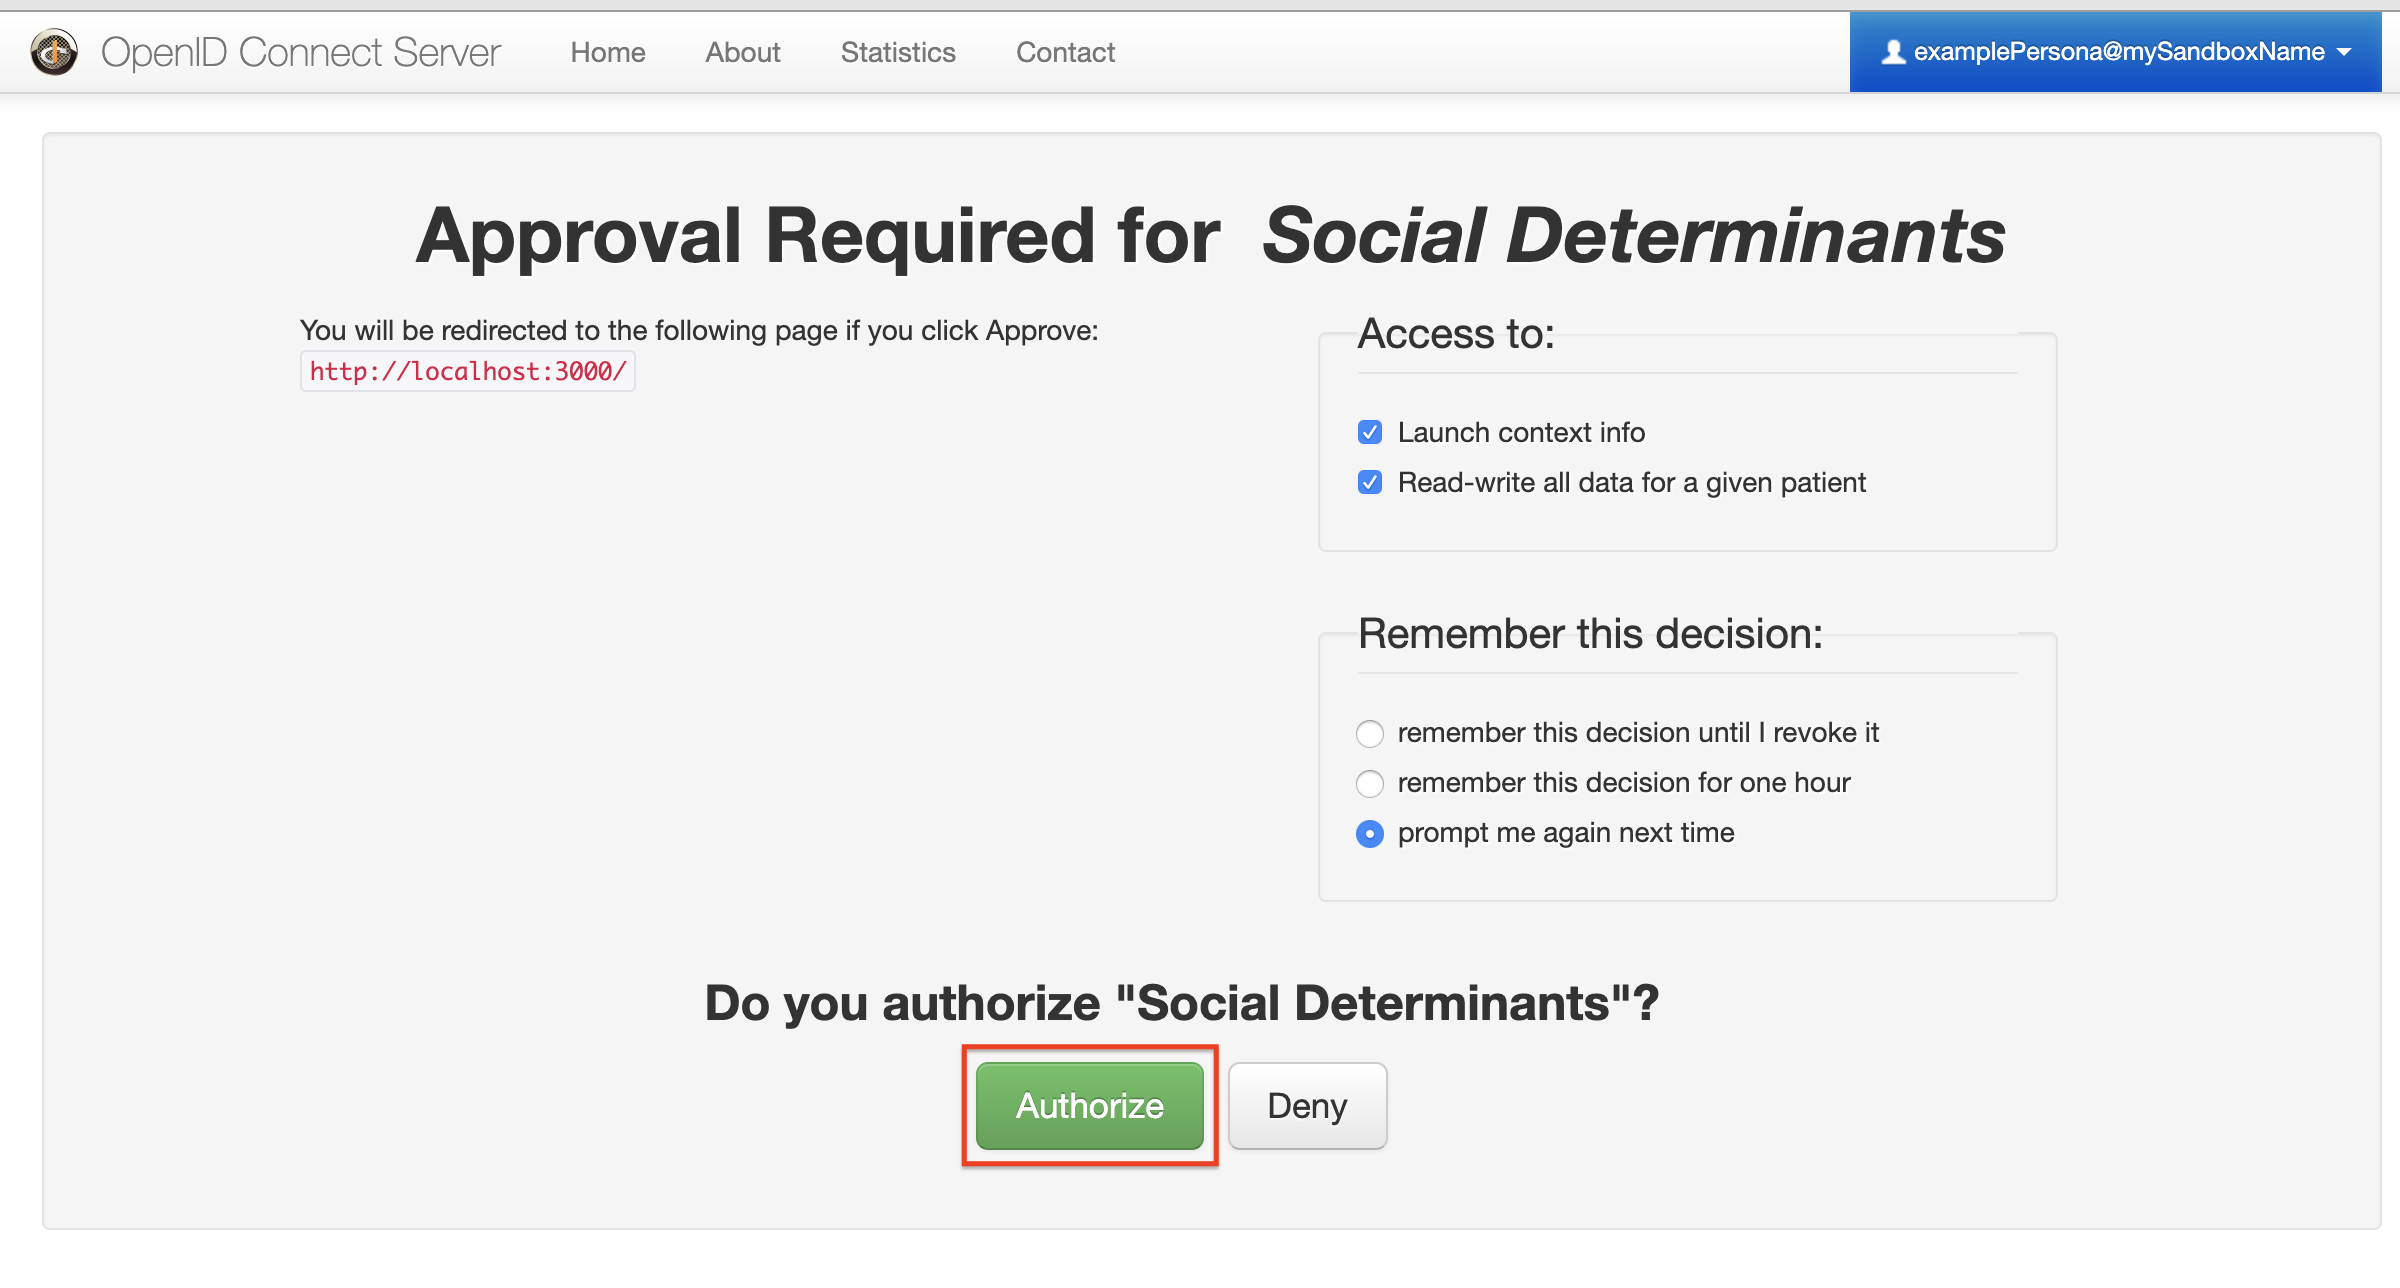 OpenID Connect Server Home About Statistics Contact examplePersona@mySandboxName
Approval Required for Social Determinants
You will be redirected to the following page if you click Approve:
http://localhost:3000/
Access to:
Launch context info
Read-write all data for a given patient
Remember this decision:
remember this decision until I revoke it
remember this decision for one hour
prompt me again next time
Do you authorize "Social Determinants"?
Authorize Deny